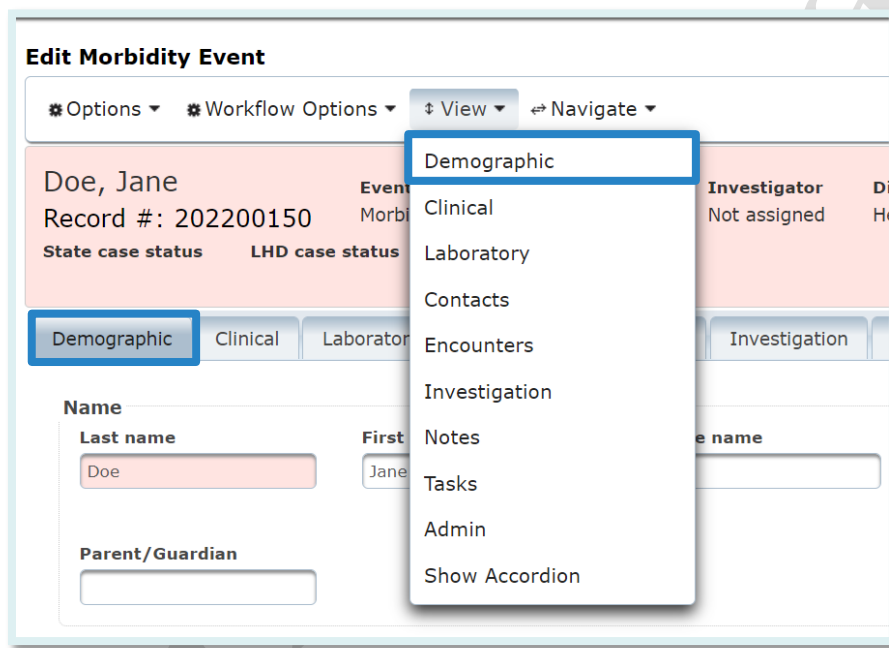 Edit Morbidity Event
Options Workflow Options View Navigate
Demographic
Clinical
Laboratory
Contacts
Encounters
Investigation
Notes
Tasks
Admin
Show Accordion
Doe, Jane
Record #: 202200150
State case status LHD case status
Investigator
Not assigned
Demographic Clinical Investigation
Name
Last name First e name
Doe Jane
Parent/Guardian